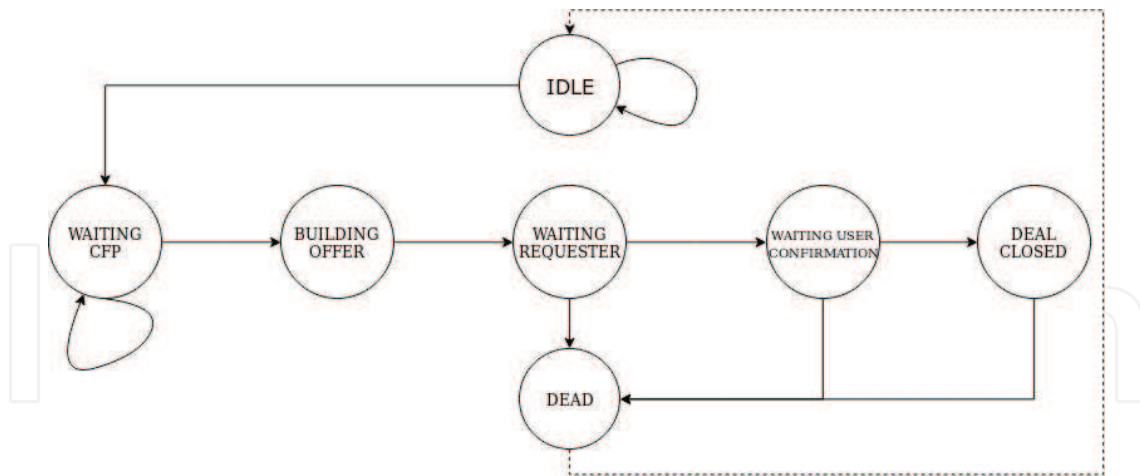 IDLE
WAITING
CFP
BUILDING
OFFER
WAITING
REQUESTER
WAITING USER
CONFIRMATION
DEAL
CLOSED
DEAD